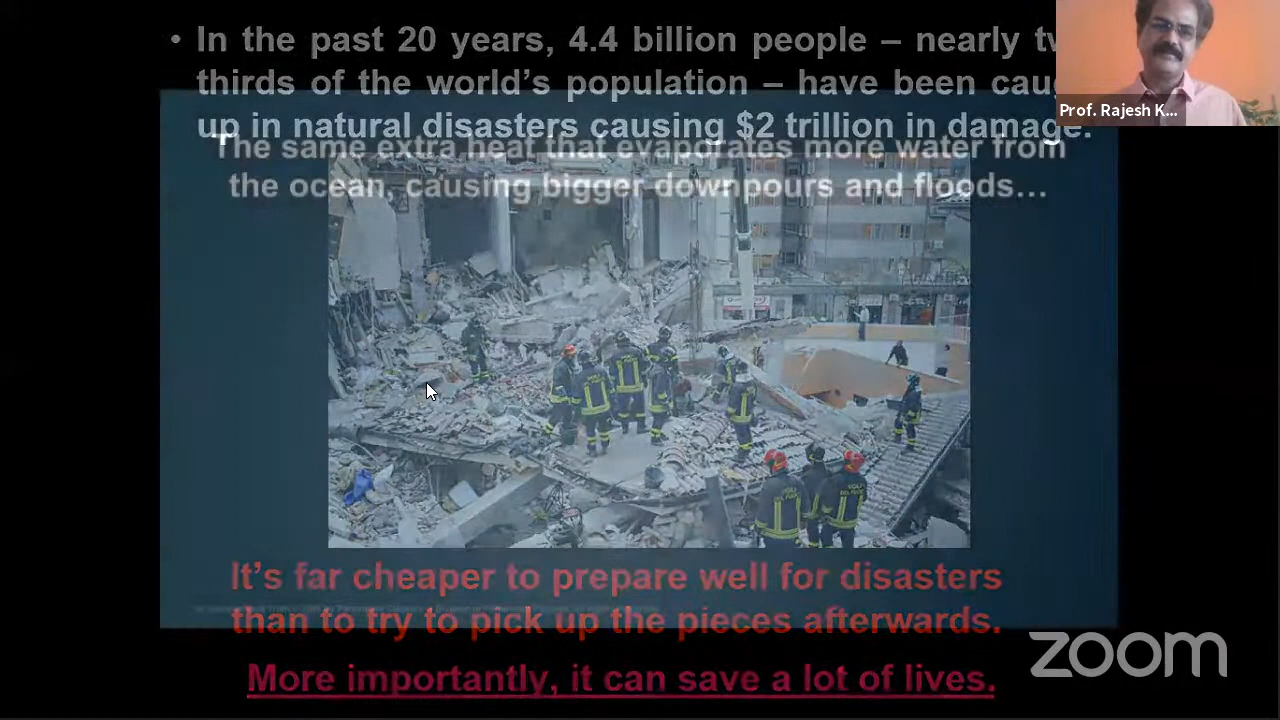 • In the past 20 years, 4.4 billion people – nearly
thirds of the world's population – have been
up in natural disasters causing $2 trillion in damage.
The same extra heat that evaporates more water from
the ocean, causing bigger downpours and floods…
Prof. Rajesh K...
It's far cheaper to prepare well for disasters
than to try to pick up the pieces afterwards.
More importantly, it can save a lot of lives.
zoom